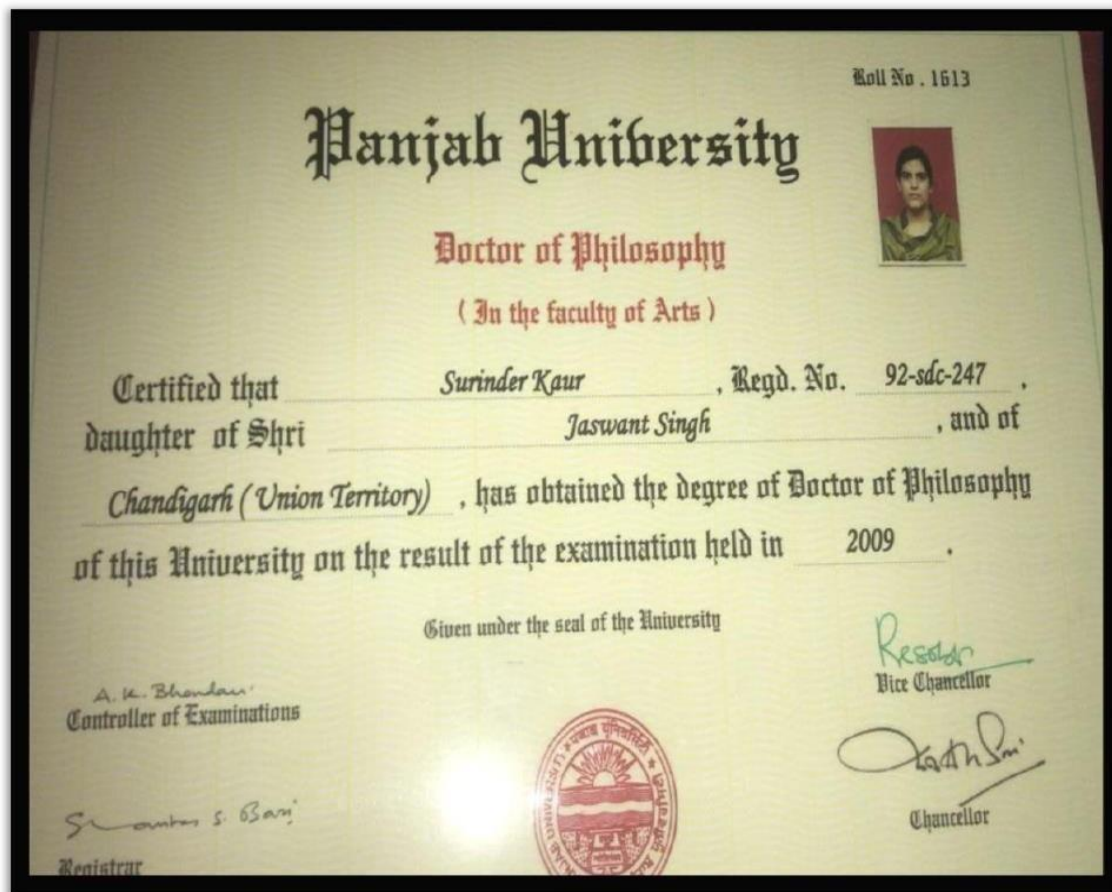 Roll No. 1613
Panjab University
Doctor of Philosophy
(In the faculty of Arts)
Certified that Surinder Kaur, Regd. No. 92-sdc-247,
daughter of Shri Jaswant Singh, and of
Chandigarh (Union Territory), has obtained the degree of Doctor of Philosophy
of this University on the result of the examination held in 2009.
Given under the seal of the University
Vice Chancellor
A. K. Bhandari
Controller of Examinations
Chancellor
S. Bari
Registrar